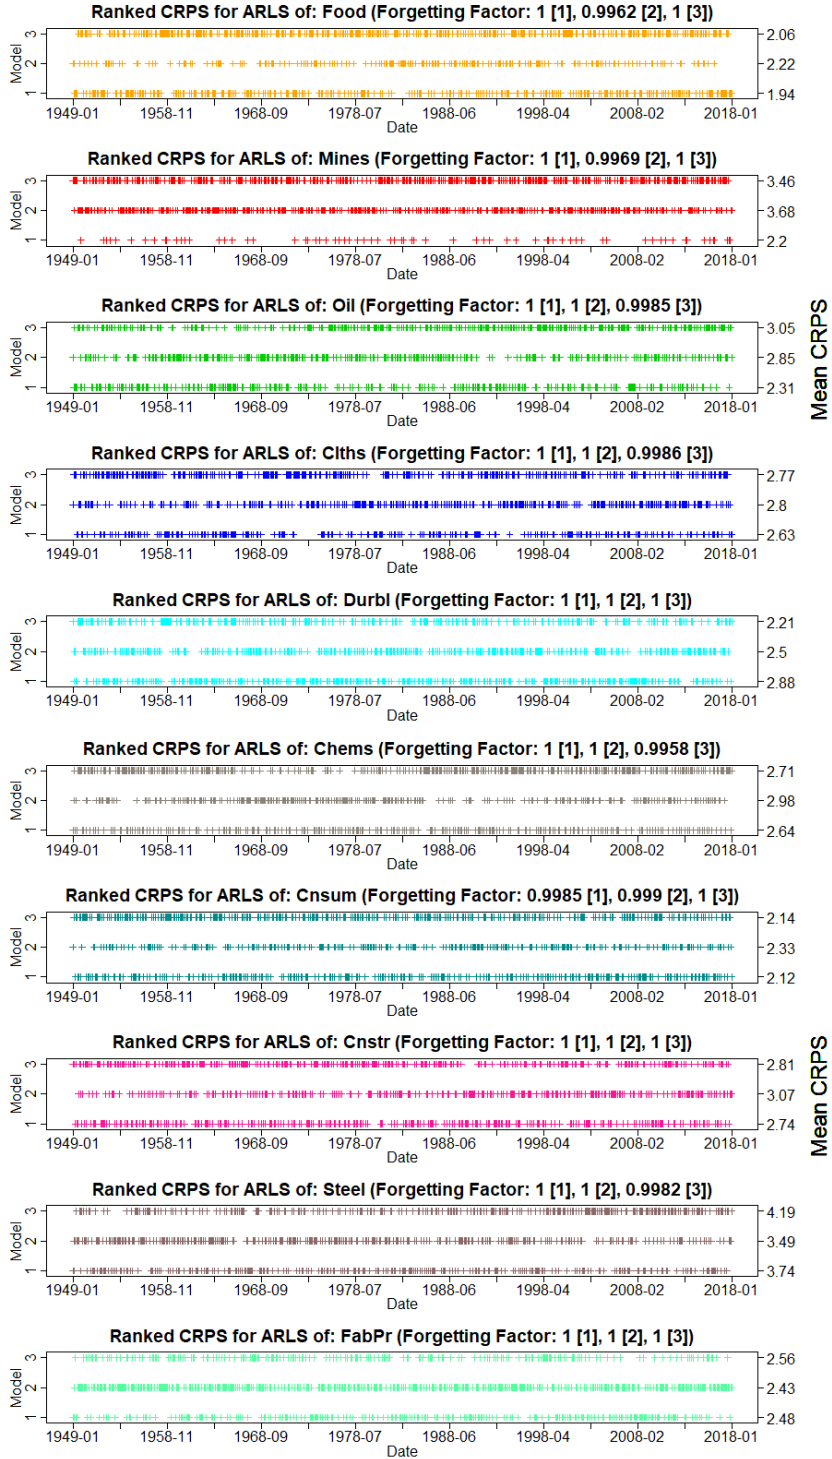 Ranked CRPS for ARLS of: Food (Forgetting Factor: 1 [1], 0.9962 [2], 1 [3])
Model
3
2
1
2.06
2.22
1.94
1949-01 1958-11 1968-09 1978-07 1988-06 1998-04 2008-02 2018-01
Date
Ranked CRPS for ARLS of: Mines (Forgetting Factor: 1 [1], 0.9969 [2], 1 [3])
Model
3
2
1
3.46
3.68
2.2
1949-01 1958-11 1968-09 1978-07 1988-06 1998-04 2008-02 2018-01
Date
Ranked CRPS for ARLS of: Oil (Forgetting Factor: 1 [1], 1 [2], 0.9985 [3])
Model
3
2
1
3.05
2.85
2.31
1949-01 1958-11 1968-09 1978-07 1988-06 1998-04 2008-02 2018-01
Date
Mean CRPS
Ranked CRPS for ARLS of: Clths (Forgetting Factor: 1 [1], 1 [2], 0.9986 [3])
Model
3
2
1
2.77
2.8
2.63
1949-01 1958-11 1968-09 1978-07 1988-06 1998-04 2008-02 2018-01
Date
Ranked CRPS for ARLS of: Durbl (Forgetting Factor: 1 [1], 1 [2], 1 [3])
Model
3
2
1
2.21
2.5
2.88
1949-01 1958-11 1968-09 1978-07 1988-06 1998-04 2008-02 2018-01
Date
Ranked CRPS for ARLS of: Chems (Forgetting Factor: 1 [1], 1 [2], 0.9958 [3])
Model
3
2
1
2.71
2.98
2.64
1949-01 1958-11 1968-09 1978-07 1988-06 1998-04 2008-02 2018-01
Date
Ranked CRPS for ARLS of: Cnsum (Forgetting Factor: 0.9985 [1], 0.999 [2], 1 [3])
Model
3
2
1
2.14
2.33
2.12
1949-01 1958-11 1968-09 1978-07 1988-06 1998-04 2008-02 2018-01
Date
Ranked CRPS for ARLS of: Cnstr (Forgetting Factor: 1 [1], 1 [2], 1 [3])
Model
3
2
1
2.81
3.07
2.74
1949-01 1958-11 1968-09 1978-07 1988-06 1998-04 2008-02 2018-01
Date
Mean CRPS
Ranked CRPS for ARLS of: Steel (Forgetting Factor: 1 [1], 1 [2], 0.9982 [3])
Model
3
2
1
4.19
3.49
3.74
1949-01 1958-11 1968-09 1978-07 1988-06 1998-04 2008-02 2018-01
Date
Ranked CRPS for ARLS of: FabPr (Forgetting Factor: 1 [1], 1 [2], 1 [3])
Model
3
2
1
2.56
2.43
2.48
1949-01 1958-11 1968-09 1978-07 1988-06 1998-04 2008-02 2018-01
Date